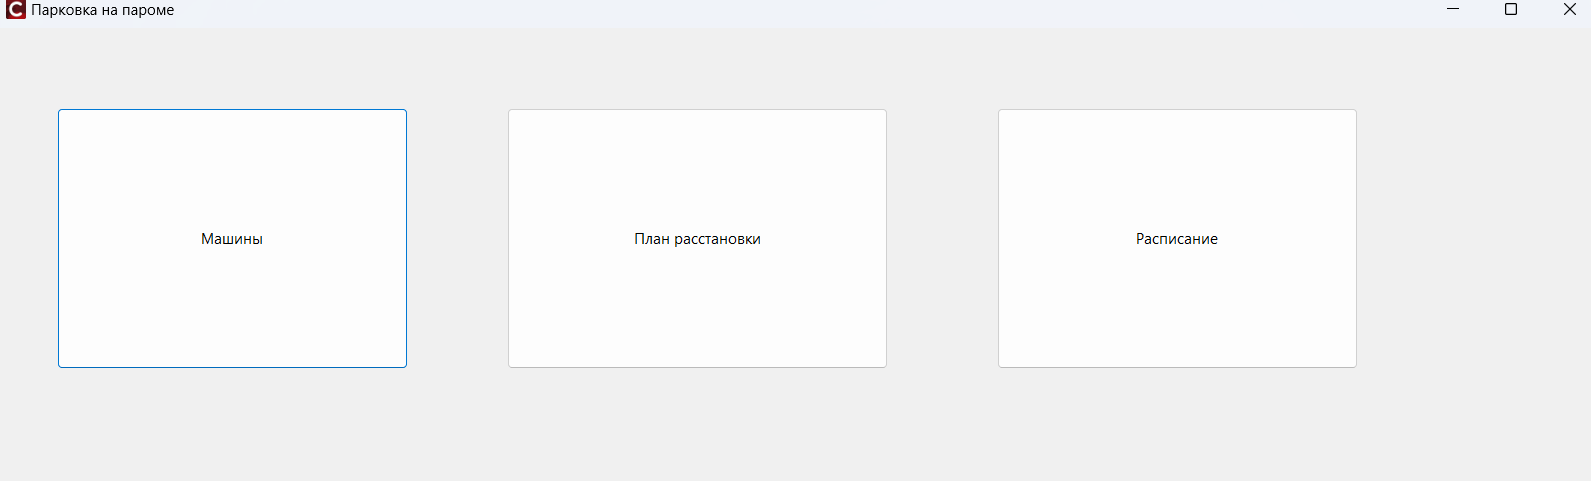 Парковка на пароме
Машины
План расстановки
Расписание